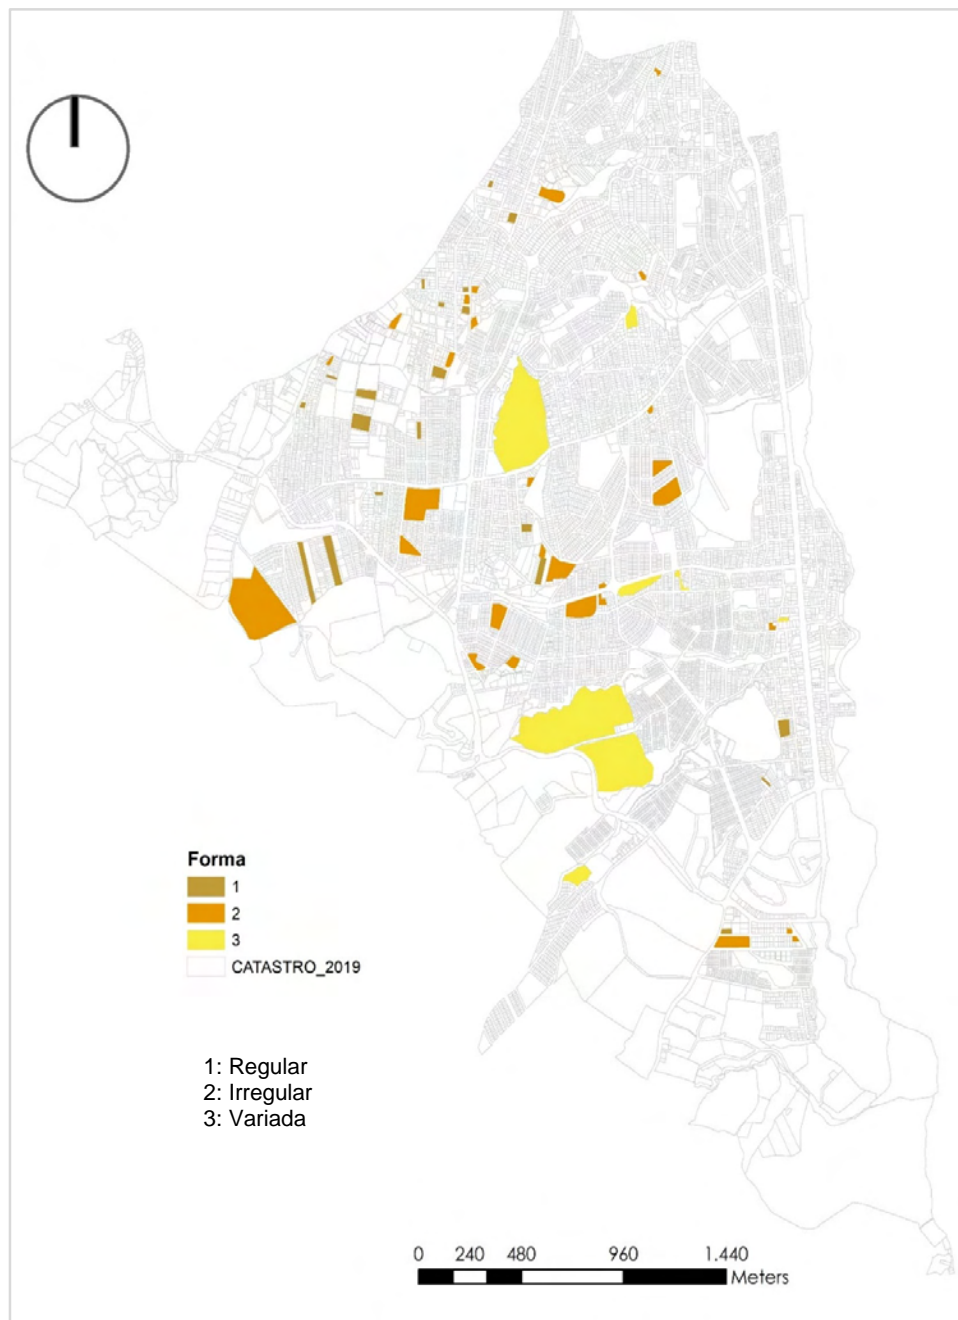 Forma
1
2
3
CATASTRO_2019
1: Regular
2: Irregular
3: Variada
0 240 480 960 1.440
Meters